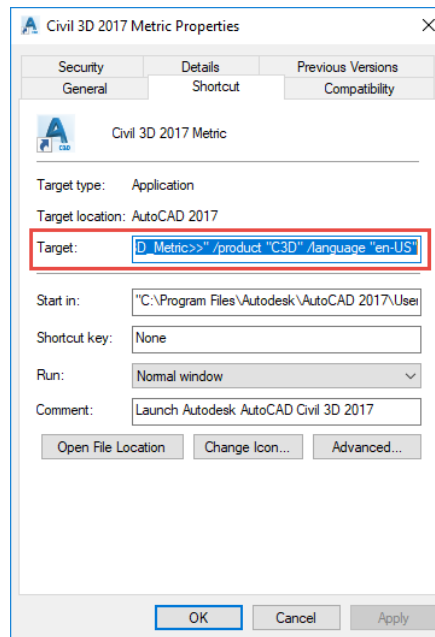 Civil 3D 2017 Metric Properties
Security Details Previous Versions
General Shortcut Compatibility
CAD
Civil 3D 2017 Metric
Target type: Application
Target location: AutoCAD 2017
Target: D_Metric>>" /product "C3D" /language "en-US"
Start in: "C:\Program Files\Autodesk\AutoCAD 2017\User
Shortcut key: None
Run: Normal window
Comment: Launch Autodesk AutoCAD Civil 3D 2017
Open File Location Change Icon... Advanced...
OK Cancel Apply